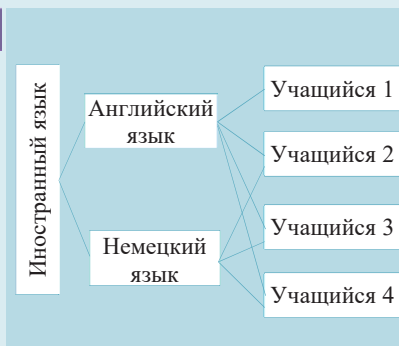 Иностранный язык
Английский
язык
Немецкий
язык
Учащийся 1
Учащийся 2
Учащийся 3
Учащийся 4